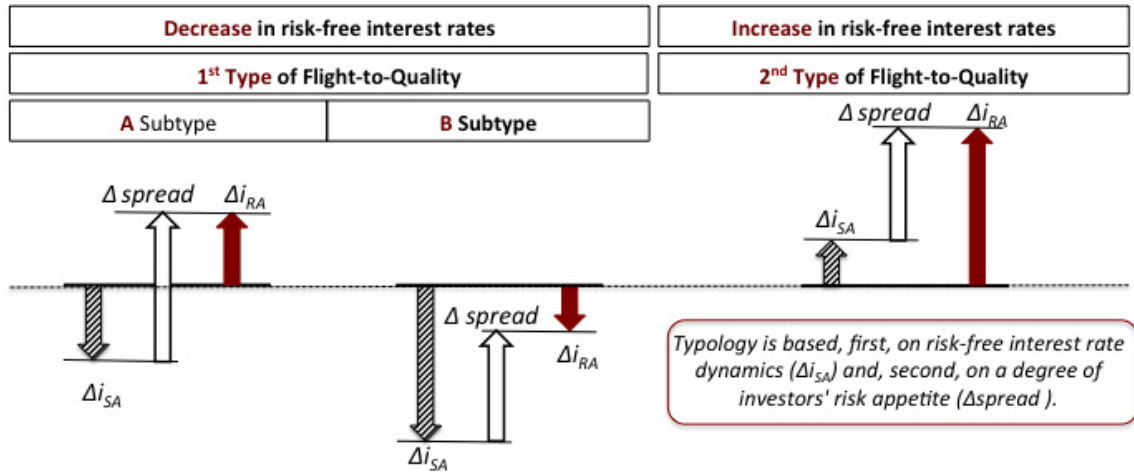 Decrease in risk-free interest rates
Increase in risk-free interest rates
1st Type of Flight-to-Quality
2nd Type of Flight-to-Quality
A Subtype
B Subtype
Δ spread
Δi_RA
Δi_SA
Δ spread
Δi_RA
Δi_SA
Δ spread
Δi_RA
Δi_SA
Typology is based, first, on risk-free interest rate
dynamics (Δi_SA) and, second, on a degree of
investors' risk appetite (Δspread ).